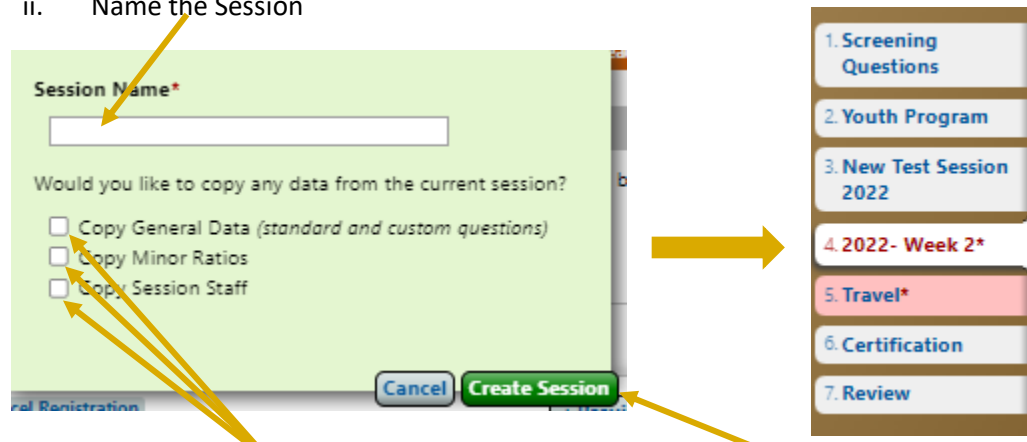 ii. Name the Session
Session Name*
Would you like to copy any data from the current session?
Copy General Data (standard and custom questions)
Copy Minor Ratios
Copy Session Staff
Cancel
Create Session
cel Registration
1. Screening
Questions
2. Youth Program
3. New Test Session
2022
4. 2022- Week 2*
5. Travel*
6. Certification
7. Review